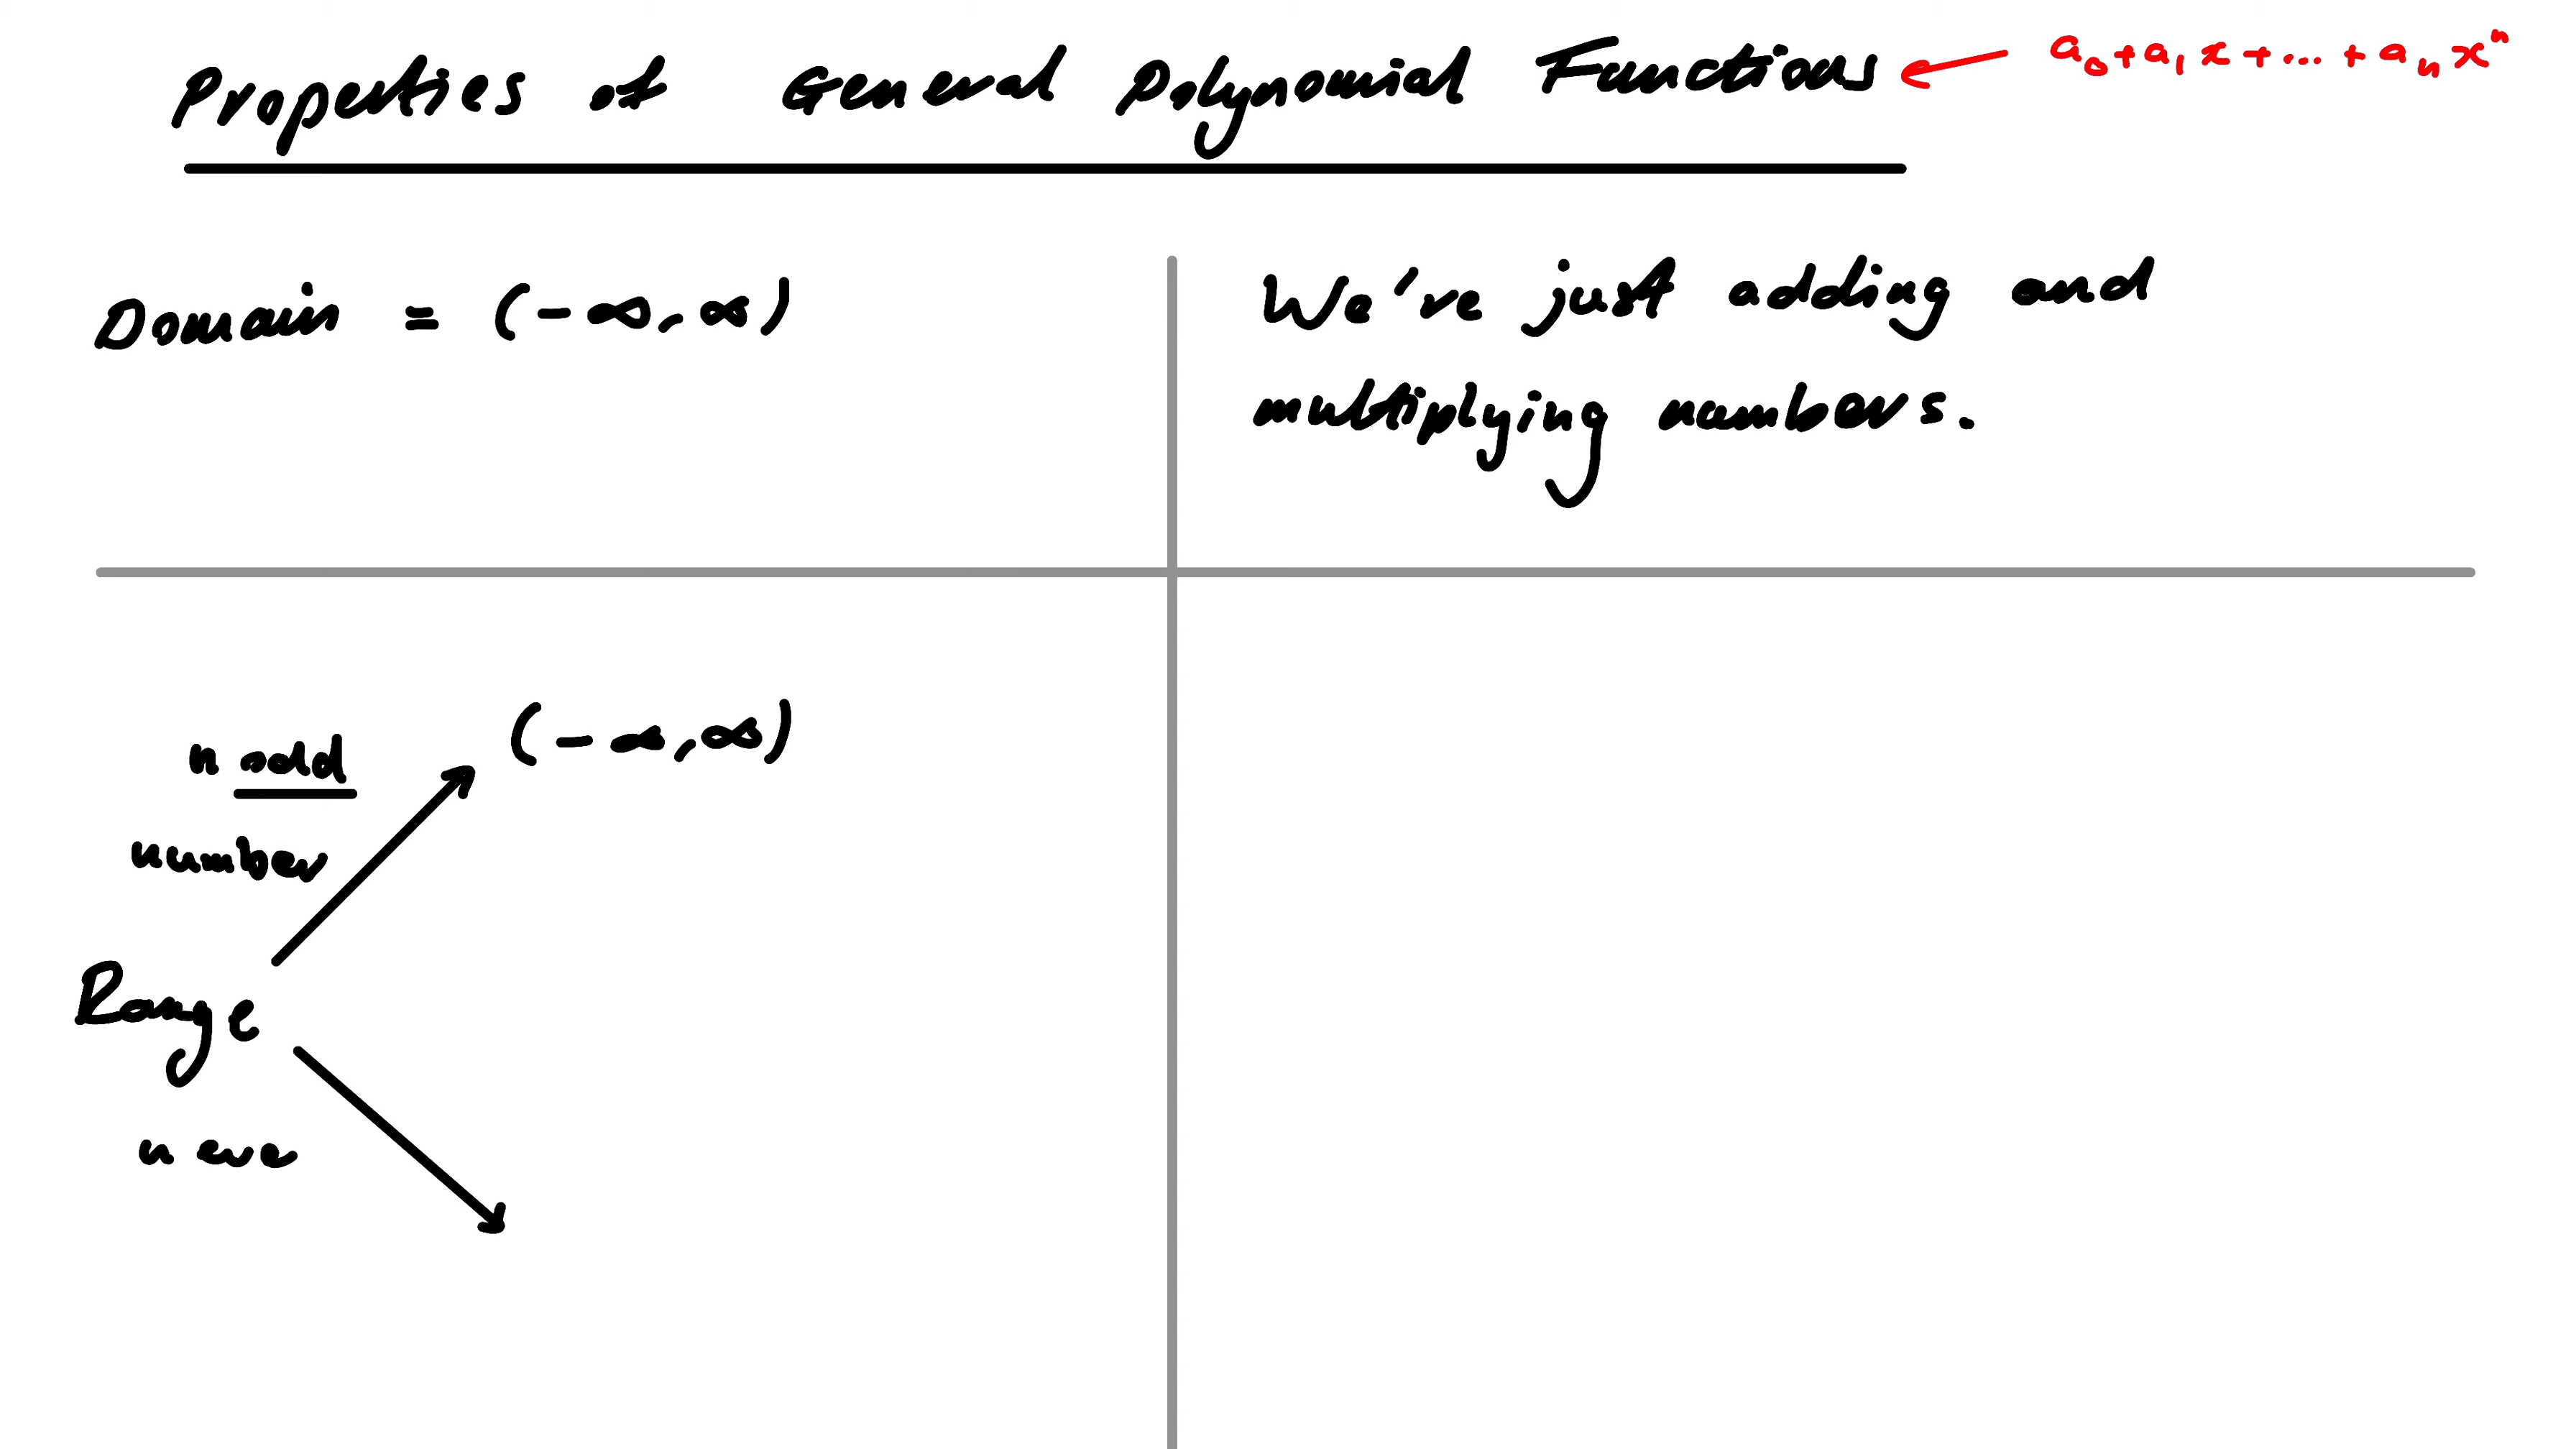 Properties of General Polynomial Functions
a₀ + a₁x + ... + aₙxⁿ
Domain = (-∞, ∞)
We've just adding and
multiplying numbers.
n odd
number
(-∞, ∞)
Range
n eve